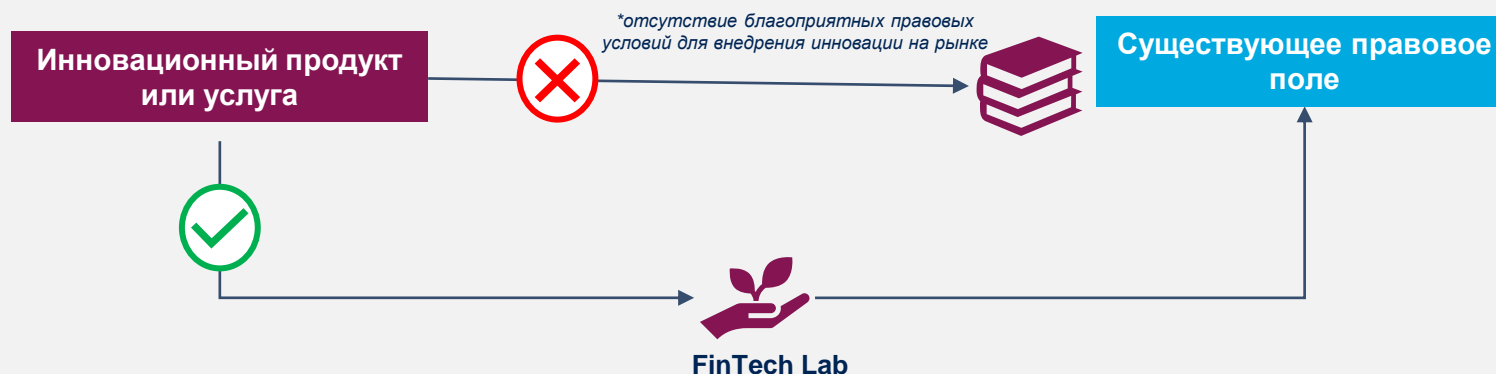 *отсутствие благоприятных правовых
условий для внедрения инновации на рынке
Инновационный продукт
или услуга
Существующее правовое
поле
FinTech Lab